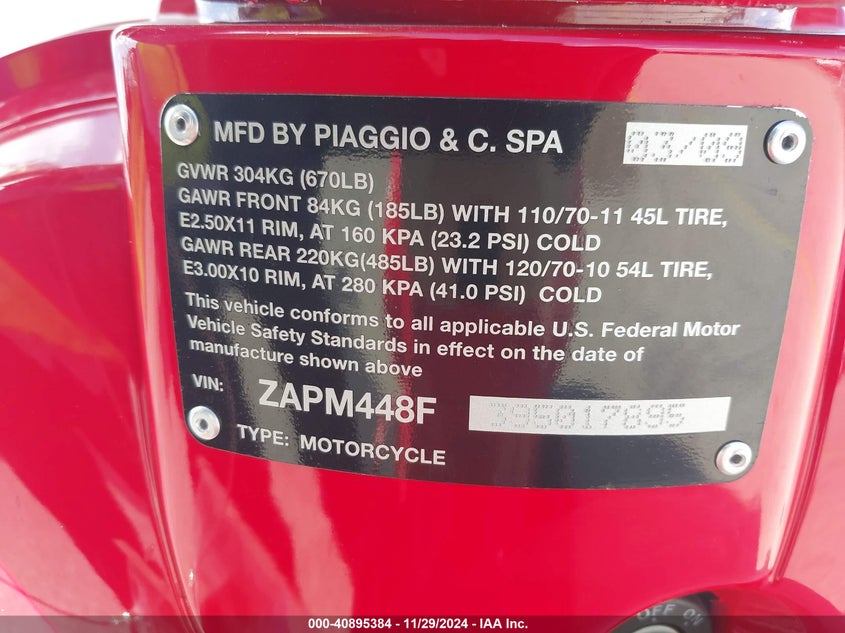 MFD BY PIAGGIO & C. SPA 03/09
GVWR 304KG (670LB)
GAWR FRONT 84KG (185LB) WITH 110/70-11 45L TIRE,
E2.50X11 RIM, AT 160 KPA (23.2 PSI) COLD
GAWR REAR 220KG(485LB) WITH 120/70-10 54L TIRE,
E3.00X10 RIM, AT 280 KPA (41.0 PSI) COLD
This vehicle conforms to all applicable U.S. Federal Motor
Vehicle Safety Standards in effect on the date of
manufacture shown above
VIN: ZAPM448F
TYPE: MOTORCYCLE
OFF ON
000-40895384 - 11/29/2024 - IAA Inc.